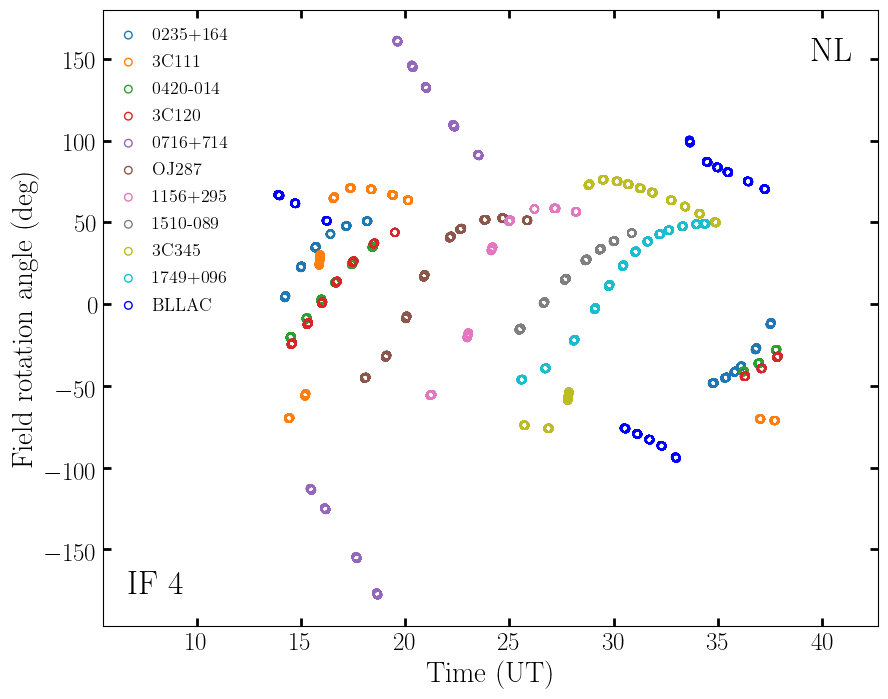 NL
0235+164
3C111
0420-014
3C120
0716+714
OJ287
1156+295
1510-089
3C345
1749+096
BLLAC
IF 4
Field rotation angle (deg)
150
100
50
0
−50
−100
−150
10 15 20 25 30 35 40
Time (UT)